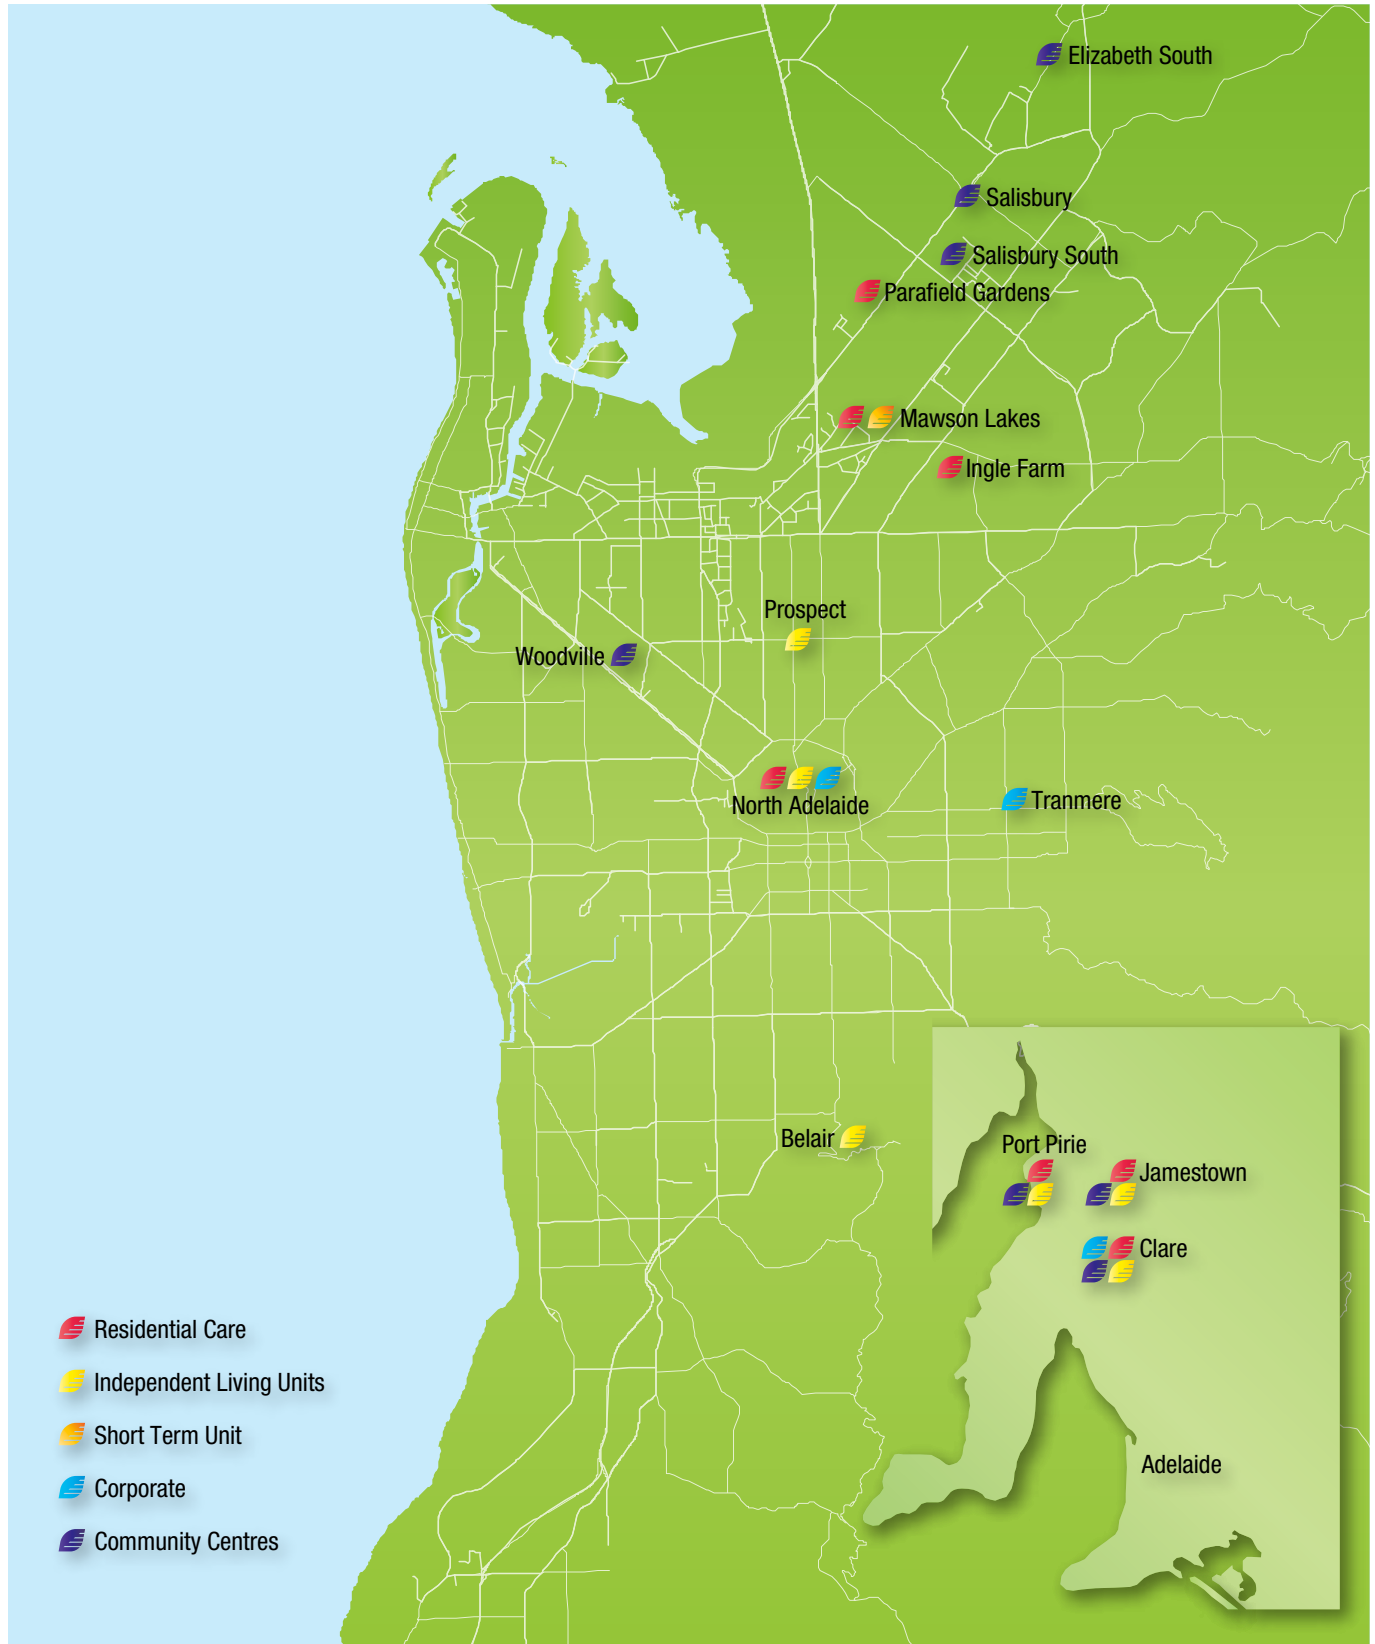 Elizabeth South
Salisbury
Salisbury South
Parafield Gardens
Mawson Lakes
Ingle Farm
Prospect
Woodville
North Adelaide
Tranmere
Belair
Port Pirie
Jamestown
Clare
Adelaide
Residential Care
Independent Living Units
Short Term Unit
Corporate
Community Centres